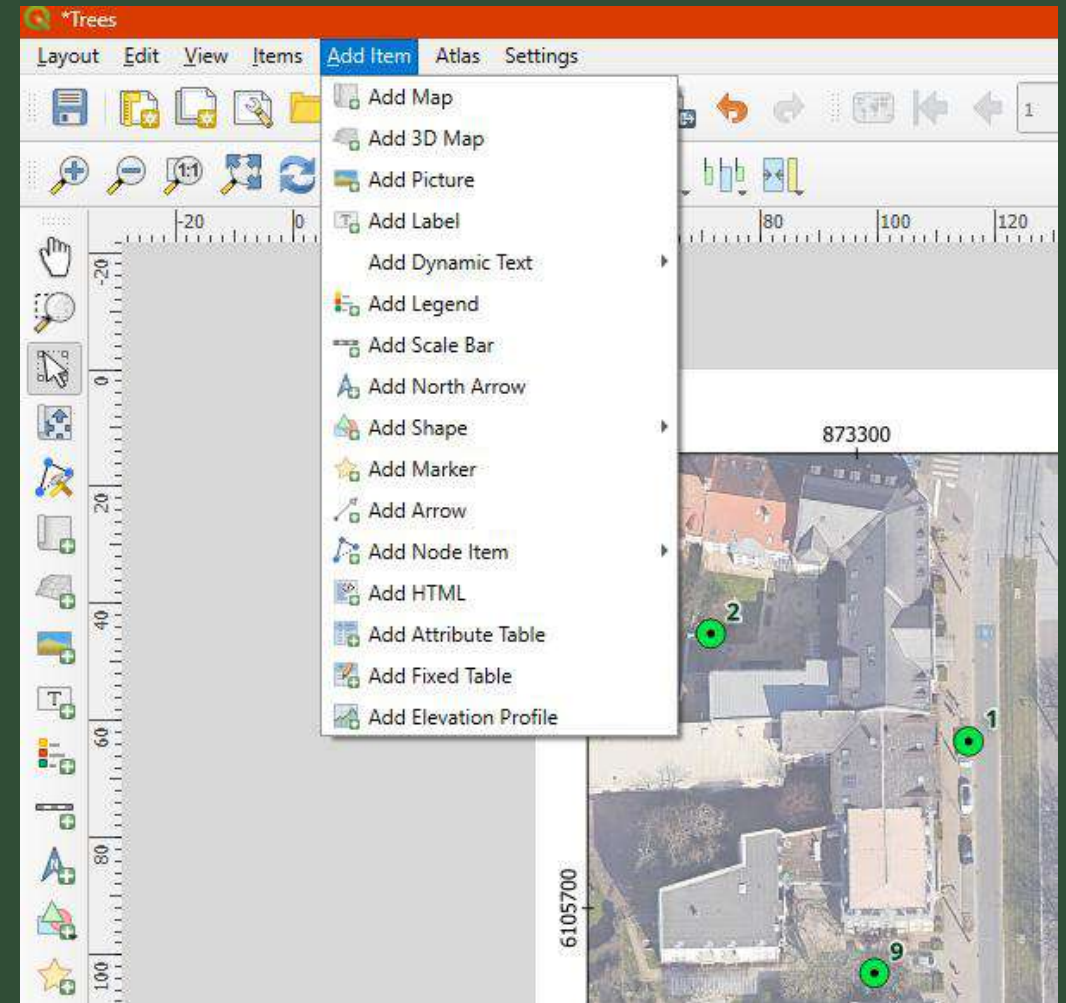 *Trees
Layout Edit View Items Add Item Atlas Settings
Add Map
Add 3D Map
Add Picture
Add Label
Add Dynamic Text
Add Legend
Add Scale Bar
Add North Arrow
Add Shape
Add Marker
Add Arrow
Add Node Item
Add HTML
Add Attribute Table
Add Fixed Table
Add Elevation Profile
1:1
1
-20 0 80 100 120
-20
0
20
40
60
80
100
873300
6105700
2
1
9